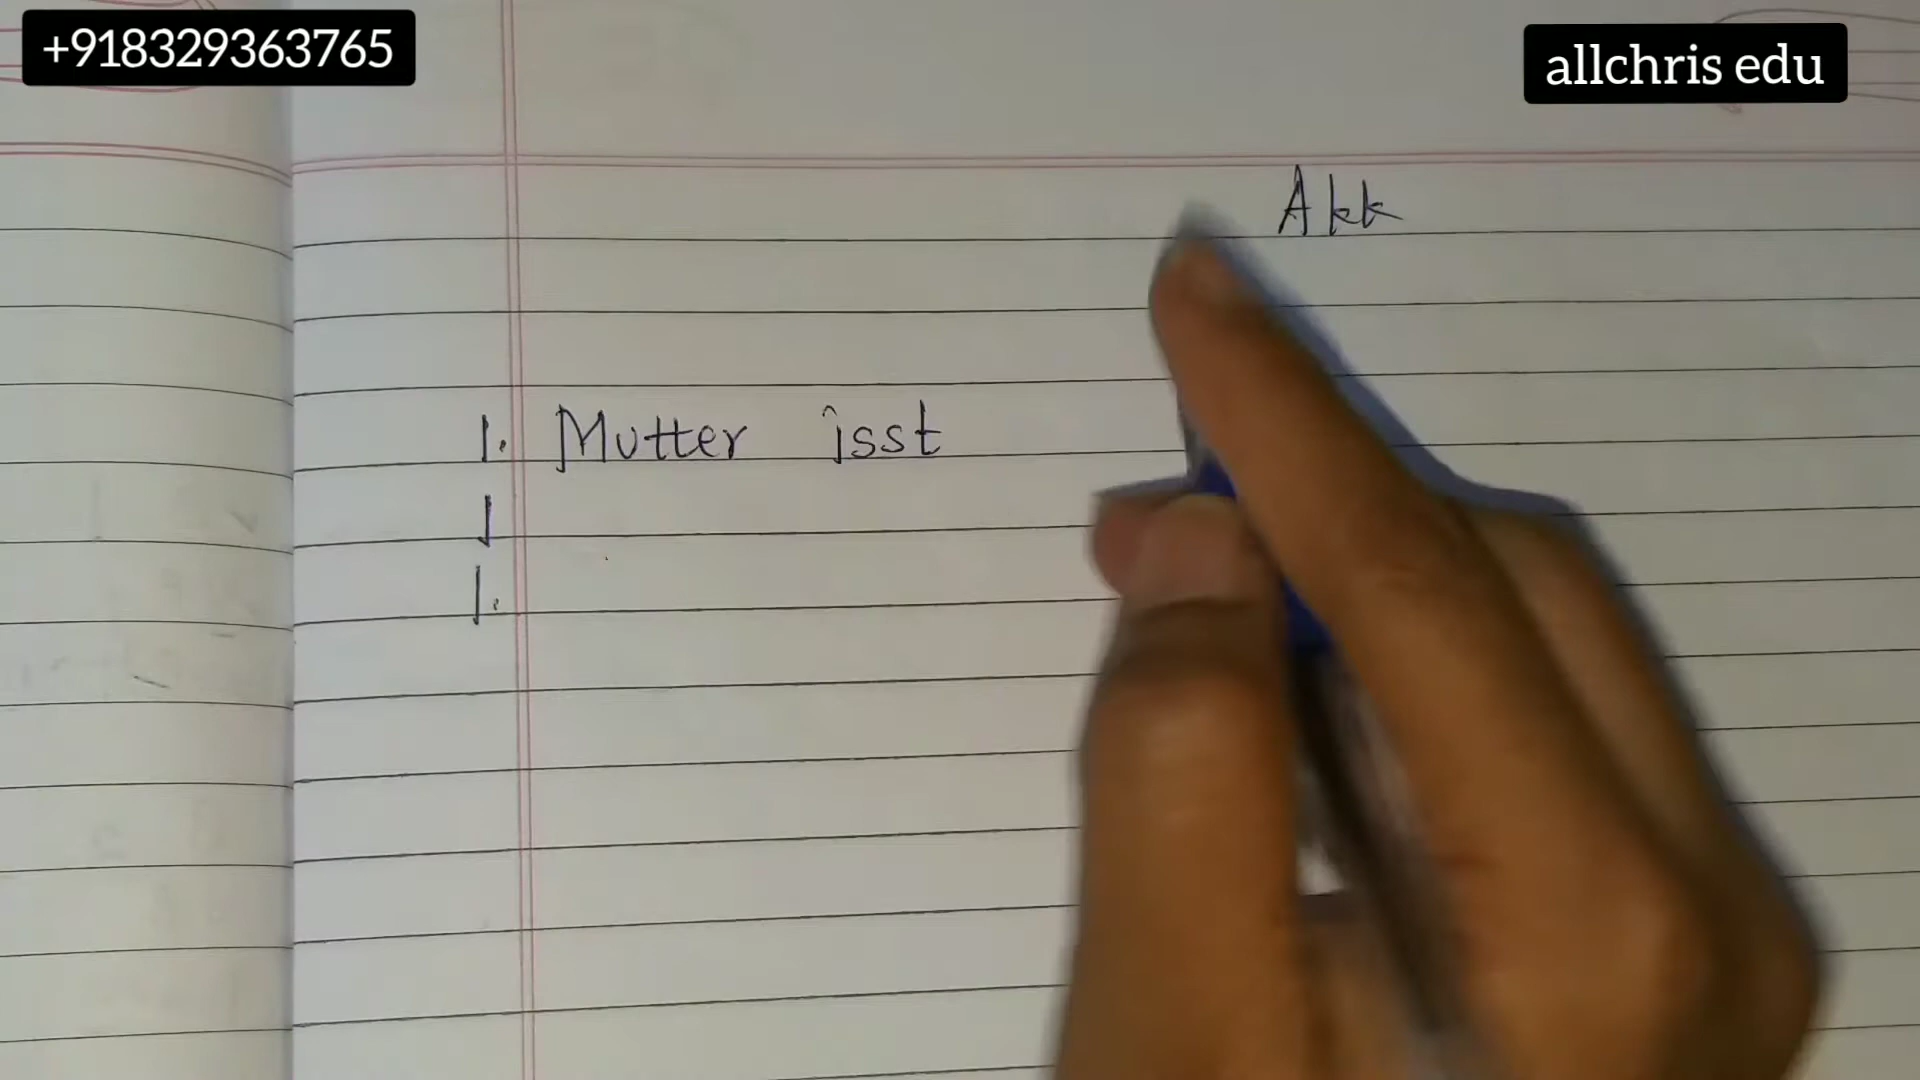 +918329363765
allchris edu
Akk
1. Mutter isst
1
1.